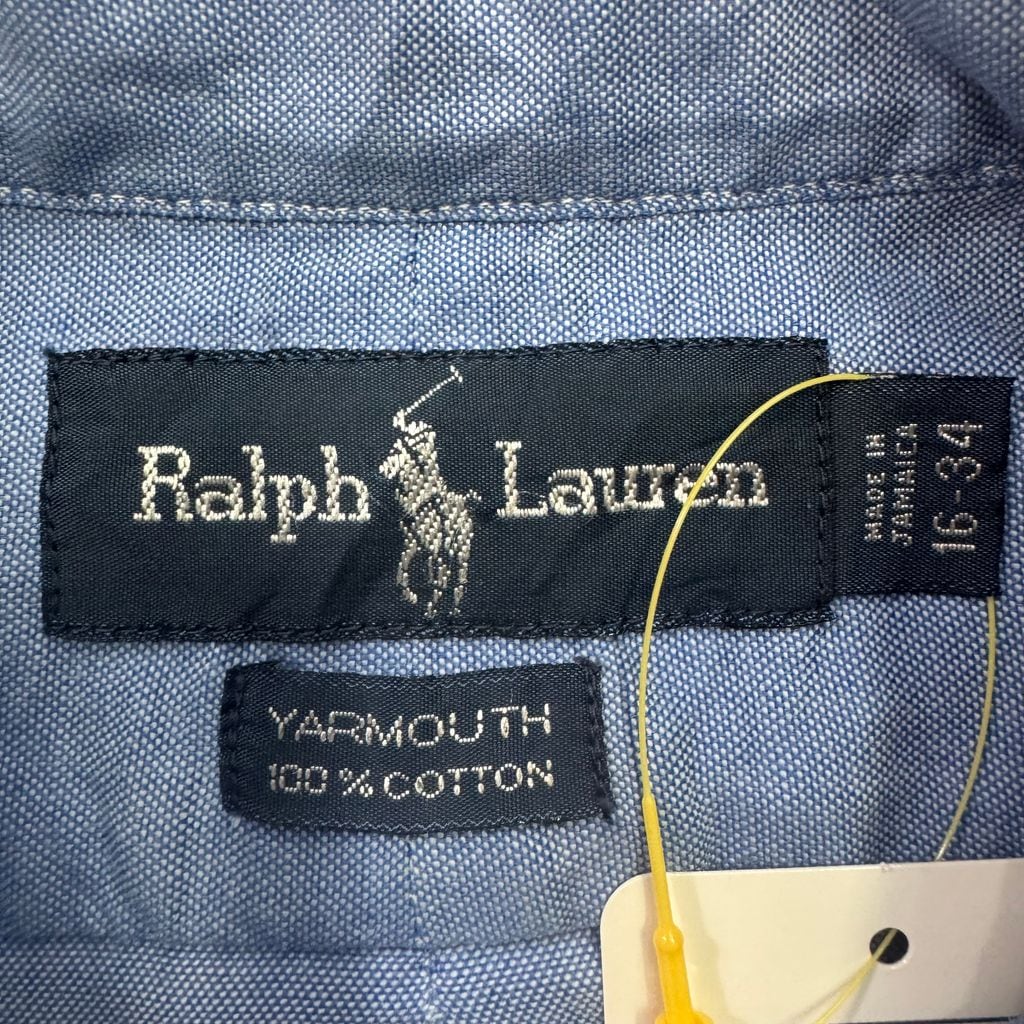 Ralph Lauren
MADE IN
JAMAICA
16-34
YARMOUTH
100 % COTTON